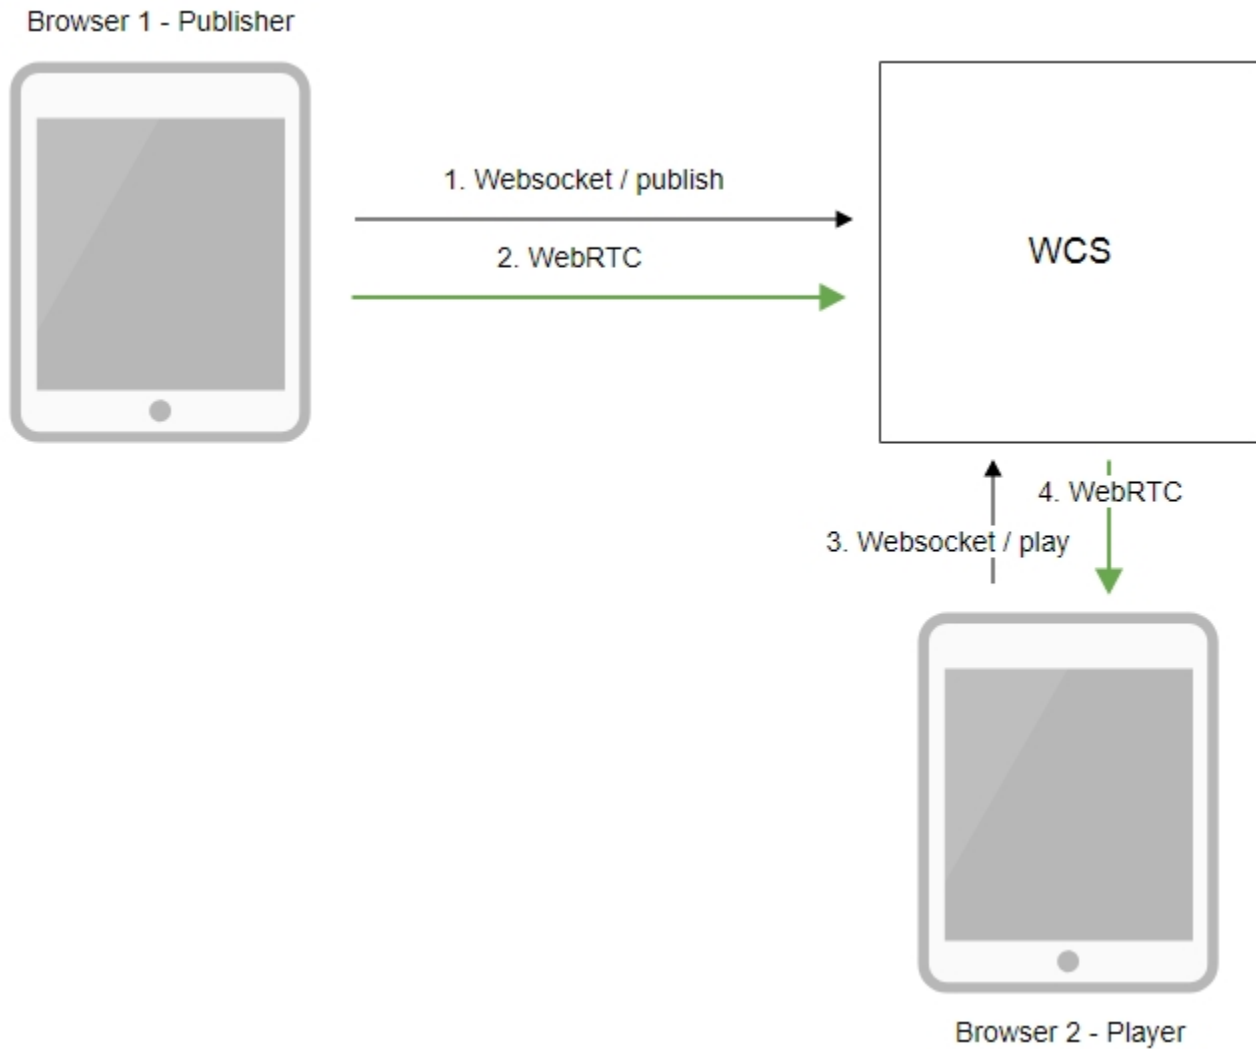 Browser 1 - Publisher
1. Websocket / publish
2. WebRTC
WCS
4. WebRTC
3. Websocket / play
Browser 2 - Player